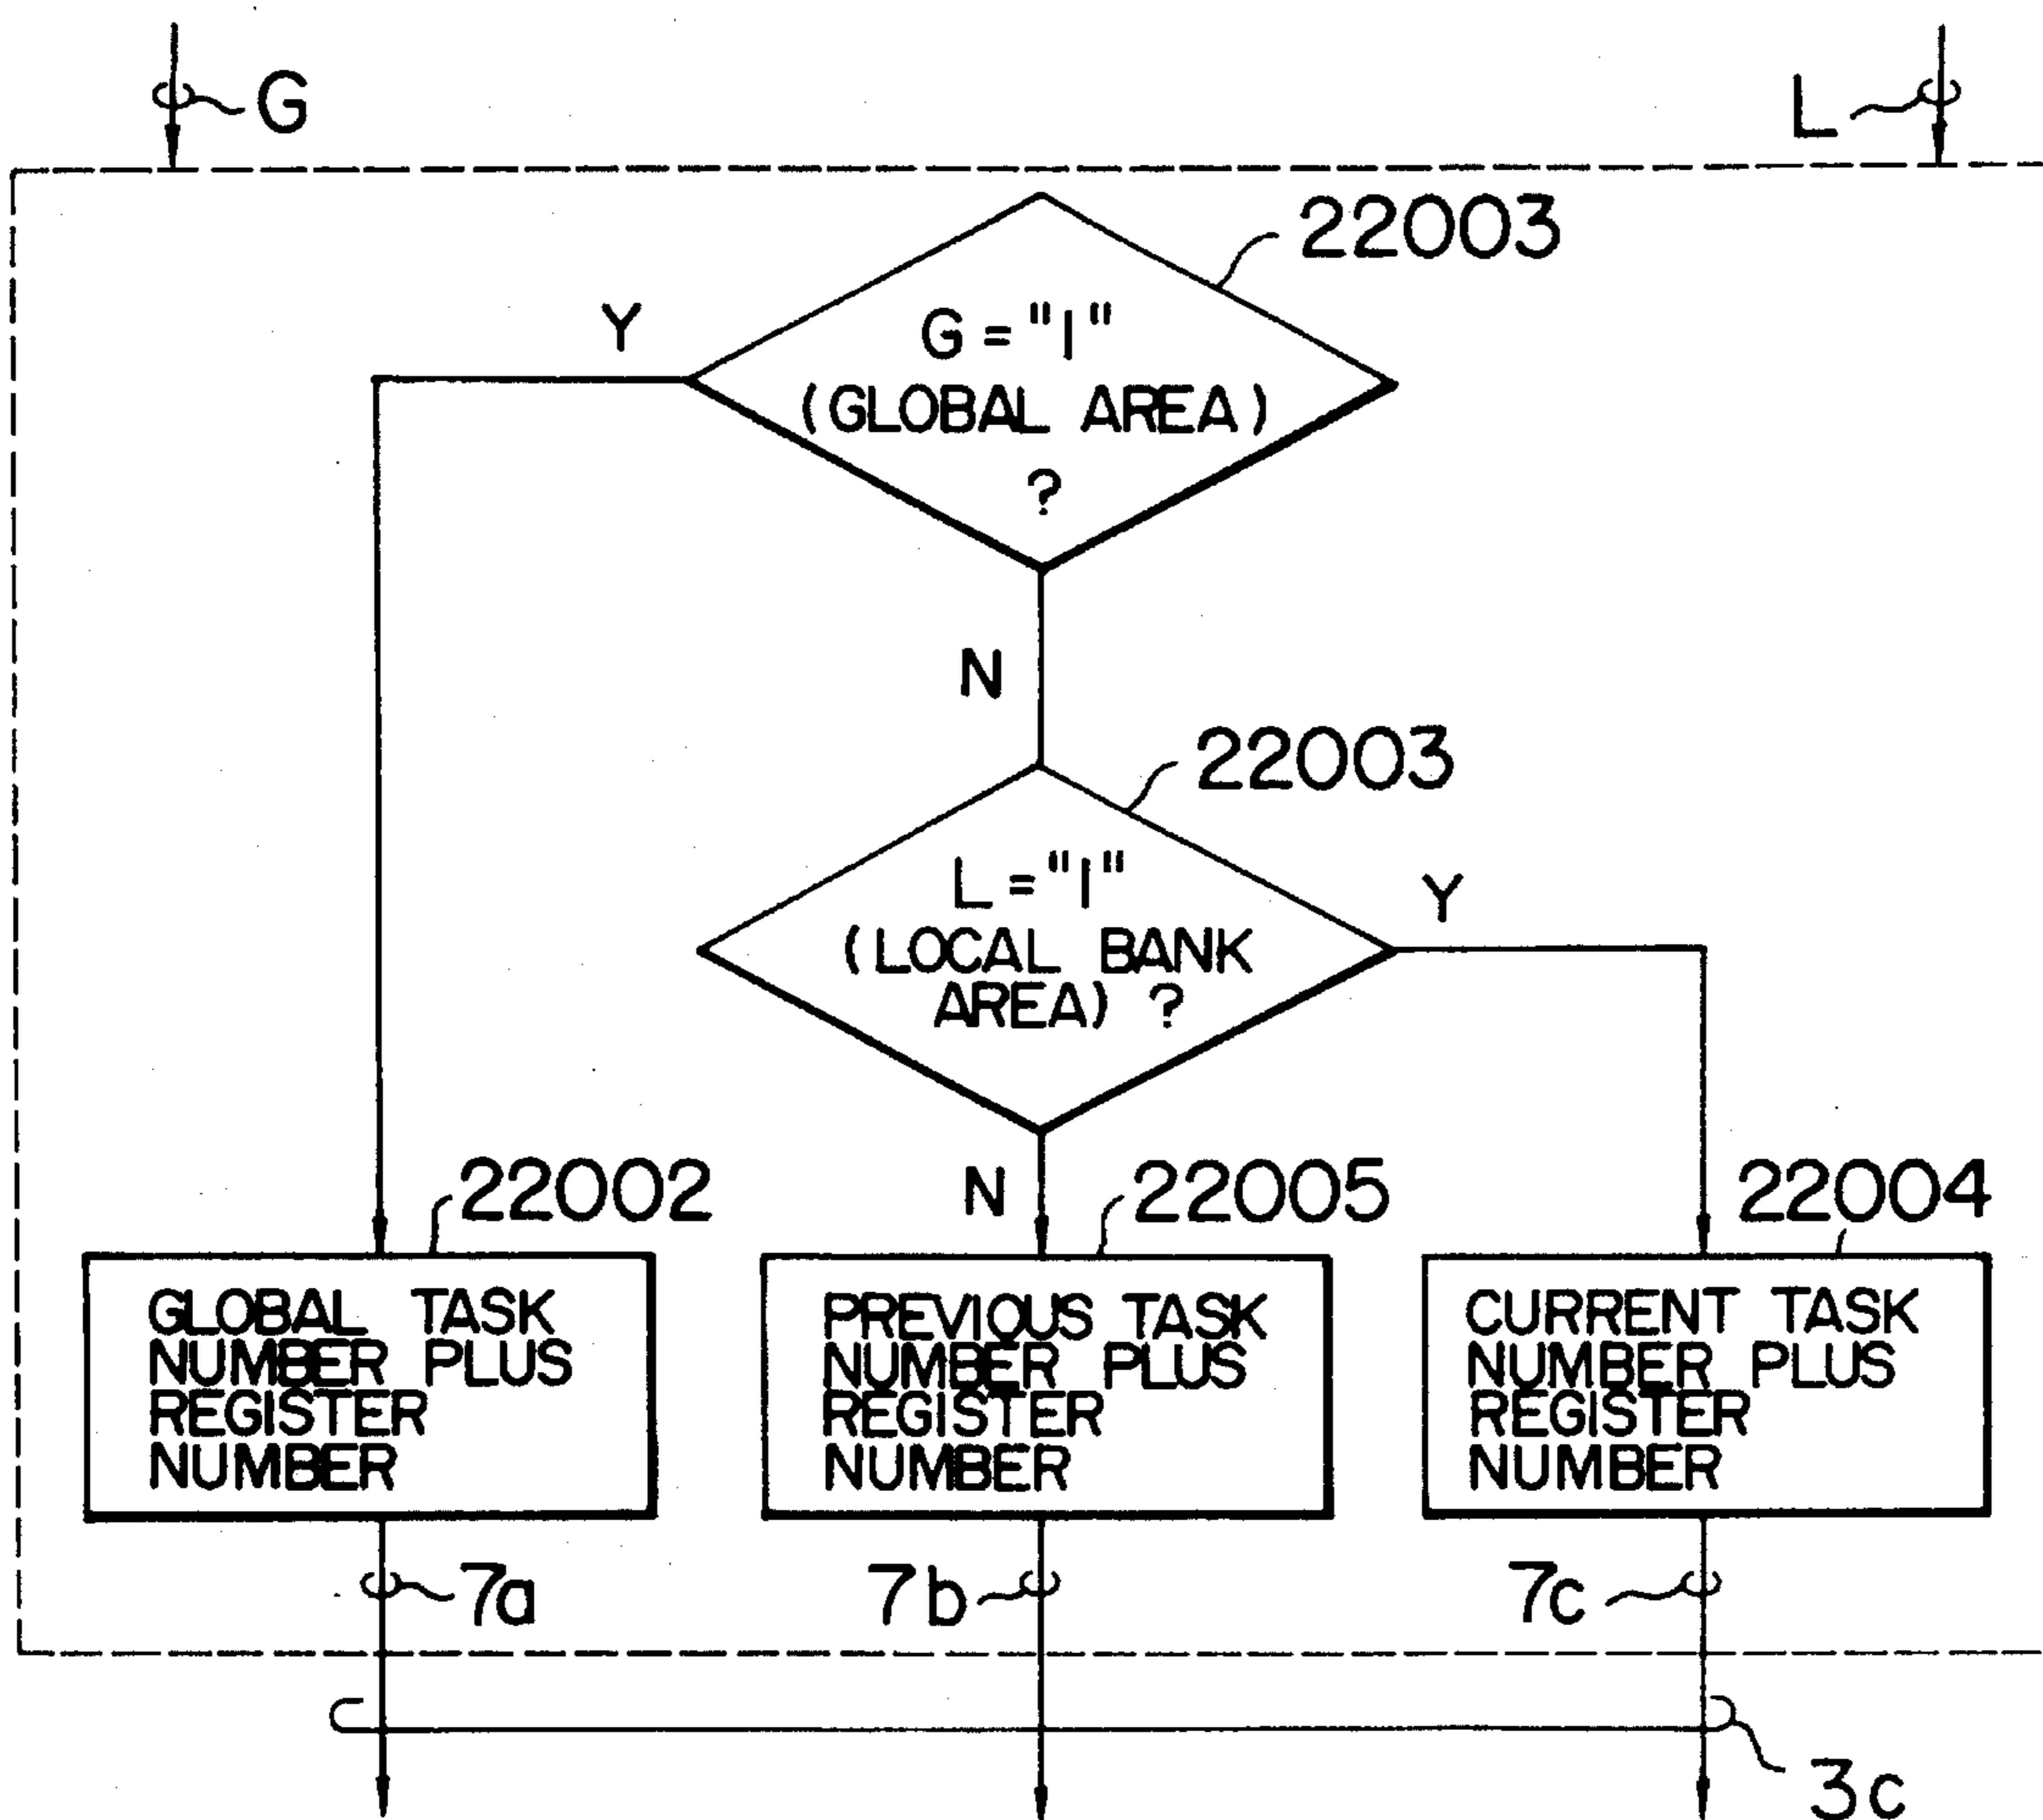 G
L
22003
Y
G = "1"
(GLOBAL AREA)
?
N
22003
L = "1"
(LOCAL BANK
AREA) ?
Y
22002
N
22005
22004
GLOBAL TASK
NUMBER PLUS
REGISTER
NUMBER
PREVIOUS TASK
NUMBER PLUS
REGISTER
NUMBER
CURRENT TASK
NUMBER PLUS
REGISTER
NUMBER
7a
7b
7c
3c